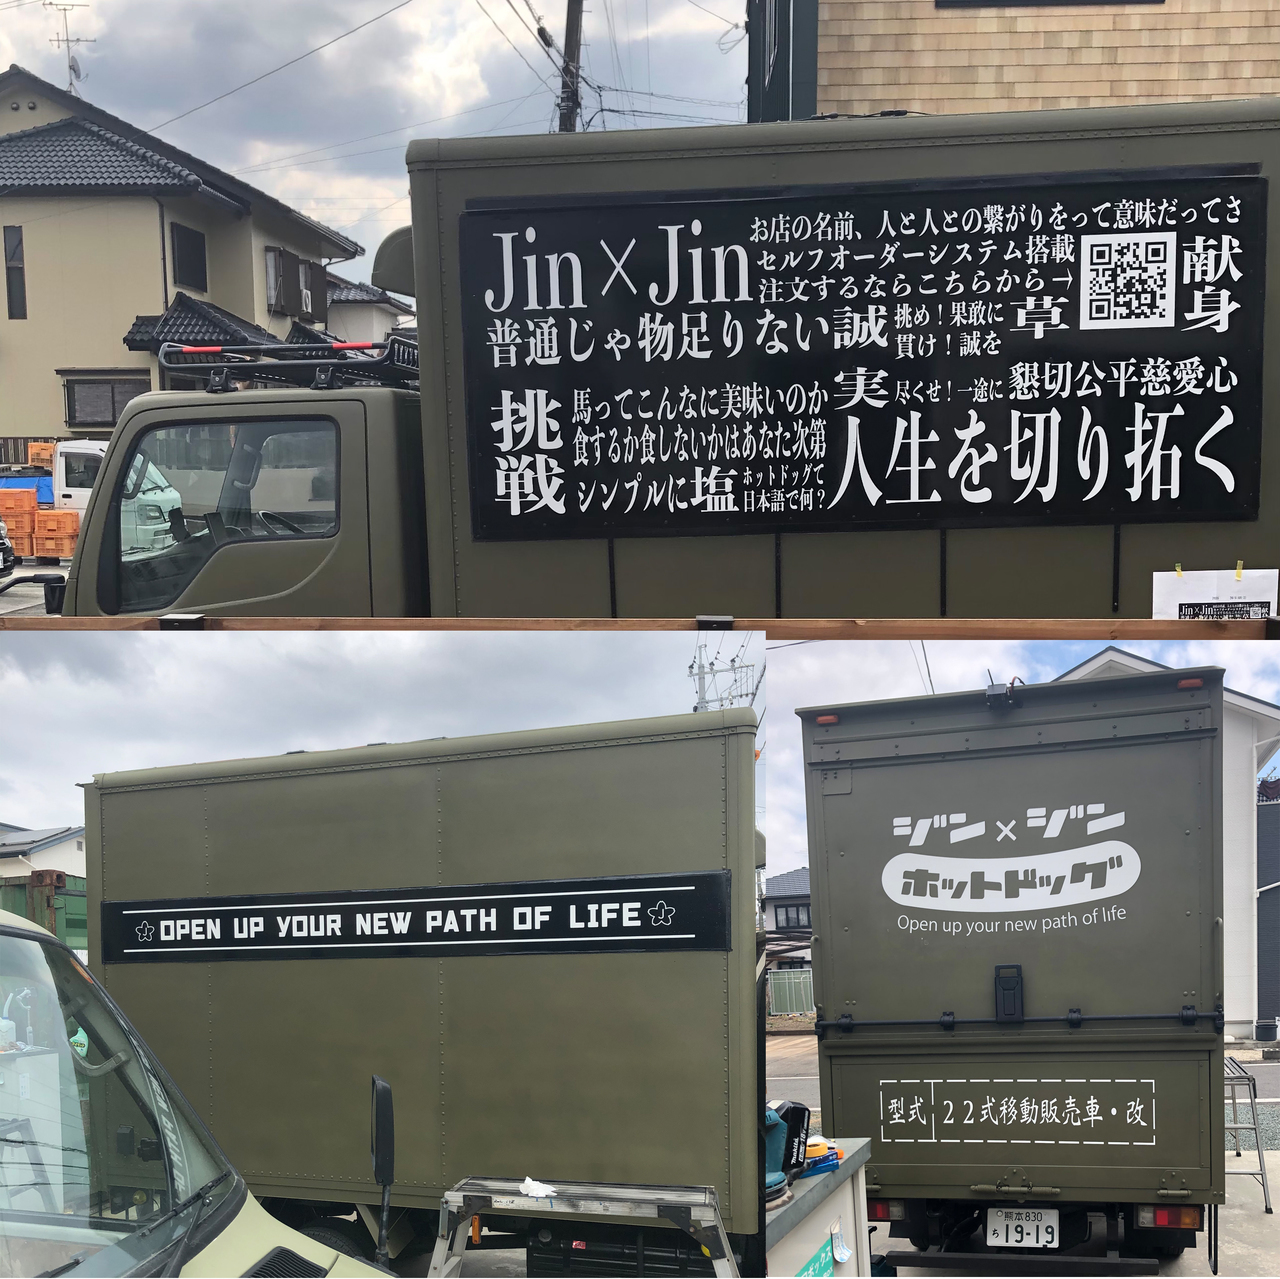 Jin×Jin
お店の名前、人と人との繋がりをって意味だってさ
セルフオーダーシステム搭載
注文するならこちらから→
献身
普通じゃ物足りない
誠
挑め!果敢に
貫け!誠を
草
挑戦
馬ってこんなに美味いのか
食するか食しないかはあなた次第
シンプルに塩
ホットドッグて
日本語で何?
実
尽くせ!一途に
懇切公平慈愛心
人生を切り拓く
Jin×Jin
OPEN UP YOUR NEW PATH OF LIFE
ジン×ジン
ホットドッグ
Open up your new path of life
型式
22式移動販売車・改
熊本830
ち 19-19
makita